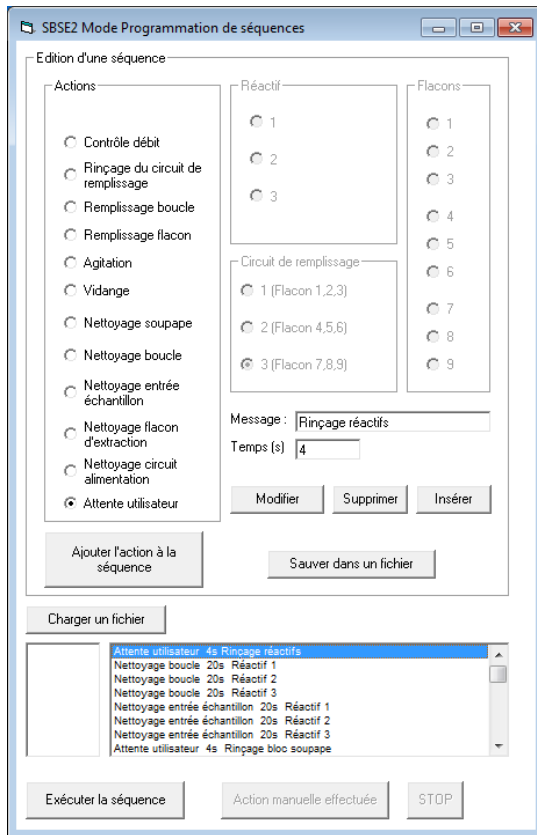 SBSE2 Mode Programmation de séquences
Edition d'une séquence
Actions
Contrôle débit
Rinçage du circuit de
remplissage
Remplissage boucle
Remplissage flacon
Agitation
Vidange
Nettoyage soupape
Nettoyage boucle
Nettoyage entrée
échantillon
Nettoyage flacon
d'extraction
Nettoyage circuit
alimentation
Attente utilisateur
Réactif
1
2
3
Circuit de remplissage
1 (Flacon 1,2,3)
2 (Flacon 4,5,6)
3 (Flacon 7,8,9)
Flacons
1
2
3
4
5
6
7
8
9
Message : Rinçage réactifs
Temps (s) 4
Modifier Supprimer Insérer
Ajouter l'action à la
séquence
Sauver dans un fichier
Charger un fichier
Attente utilisateur 4s Rinçage réactifs
Nettoyage boucle 20s Réactif 1
Nettoyage boucle 20s Réactif 2
Nettoyage boucle 20s Réactif 3
Nettoyage entrée échantillon 20s Réactif 1
Nettoyage entrée échantillon 20s Réactif 2
Nettoyage entrée échantillon 20s Réactif 3
Attente utilisateur 4s Rinçage bloc soupape
Exécuter la séquence Action manuelle effectuée STOP